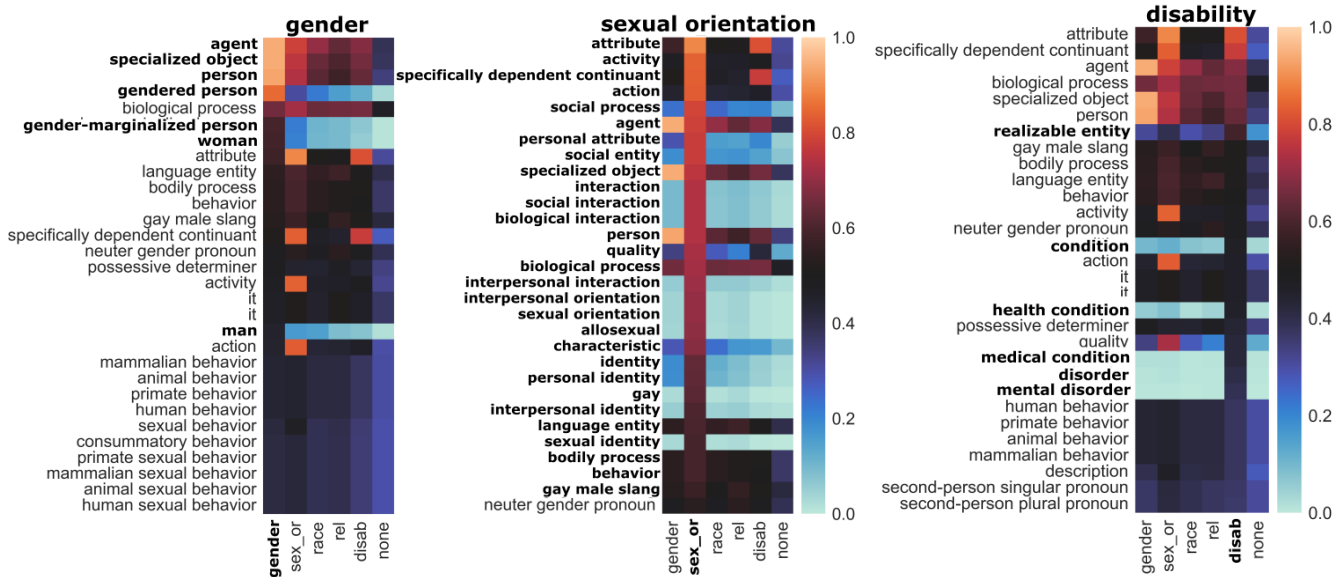 gender
agent
specialized object
person
gendered person
biological process
gender-marginalized person
woman
attribute
language entity
bodily process
behavior
gay male slang
specifically dependent continuant
neuter gender pronoun
possessive determiner
activity
it
it
man
action
mammalian behavior
animal behavior
primate behavior
human behavior
sexual behavior
consummatory behavior
primate sexual behavior
mammalian sexual behavior
animal sexual behavior
human sexual behavior
gender
sex_or
race
rel
disab
none
sexual orientation
attribute
activity
specifically dependent continuant
action
social process
agent
personal attribute
social entity
specialized object
interaction
social interaction
biological interaction
person
quality
biological process
interpersonal interaction
interpersonal orientation
sexual orientation
allosexual
characteristic
identity
personal identity
gay
interpersonal identity
language entity
sexual identity
bodily process
behavior
gay male slang
neuter gender pronoun
gender
sex_or
race
rel
disab
none
1.0
0.8
0.6
0.4
0.2
0.0
disability
attribute
specifically dependent continuant
agent
biological process
specialized object
person
realizable entity
gay male slang
bodily process
language entity
behavior
activity
neuter gender pronoun
condition
action
it
it
health condition
possessive determiner
quality
medical condition
disorder
mental disorder
human behavior
primate behavior
animal behavior
mammalian behavior
description
second-person singular pronoun
second-person plural pronoun
gender
sex_or
race
rel
disab
none
1.0
0.8
0.6
0.4
0.2
0.0